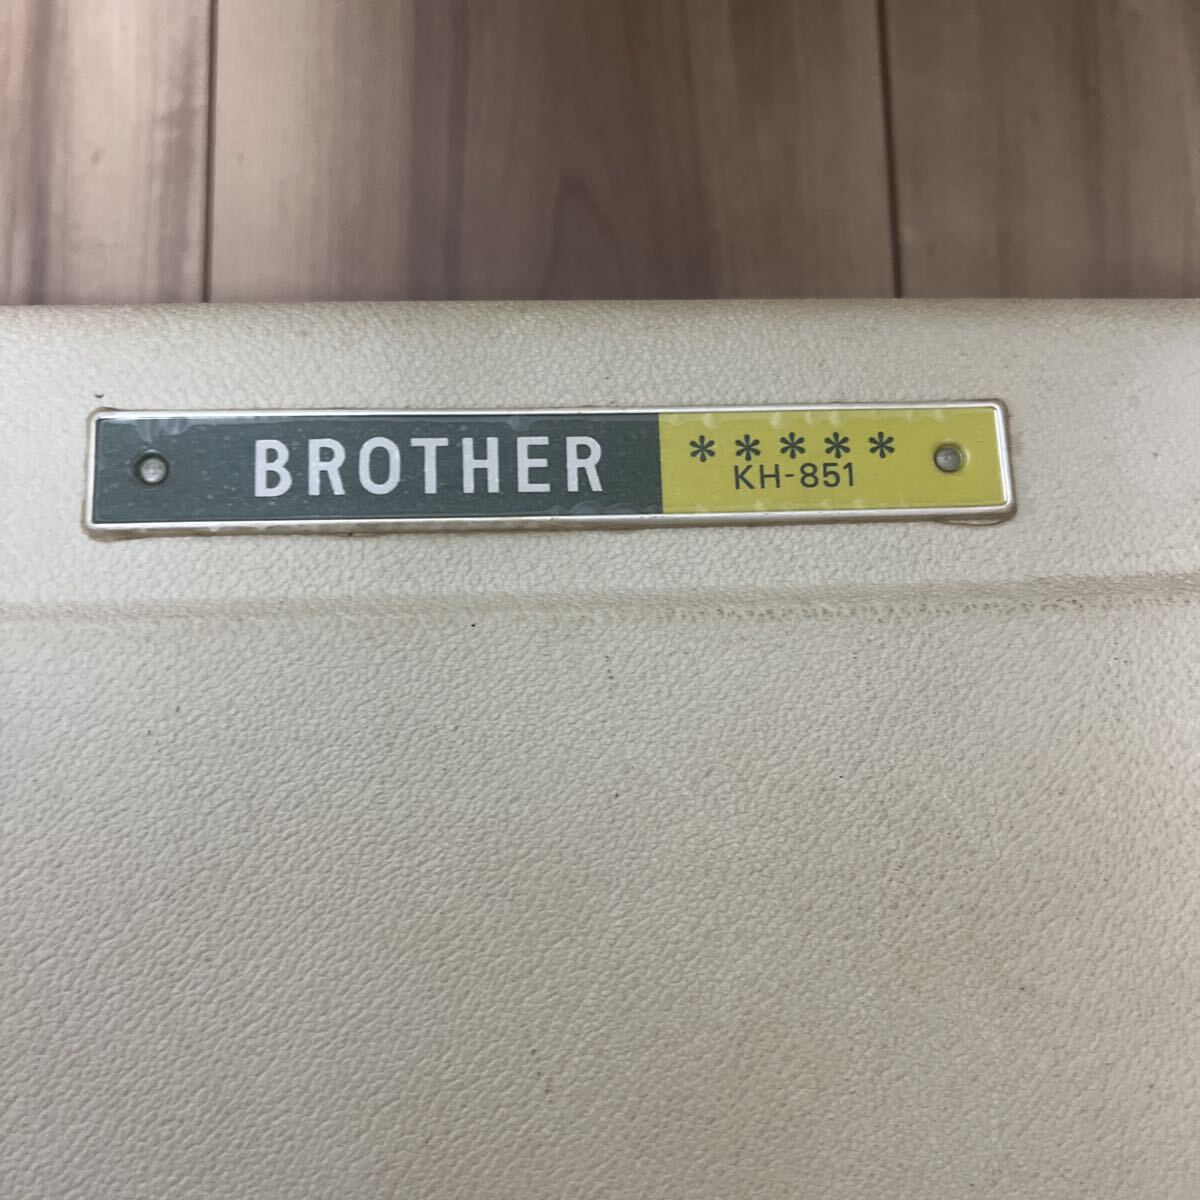 BROTHER
*****
KH-851